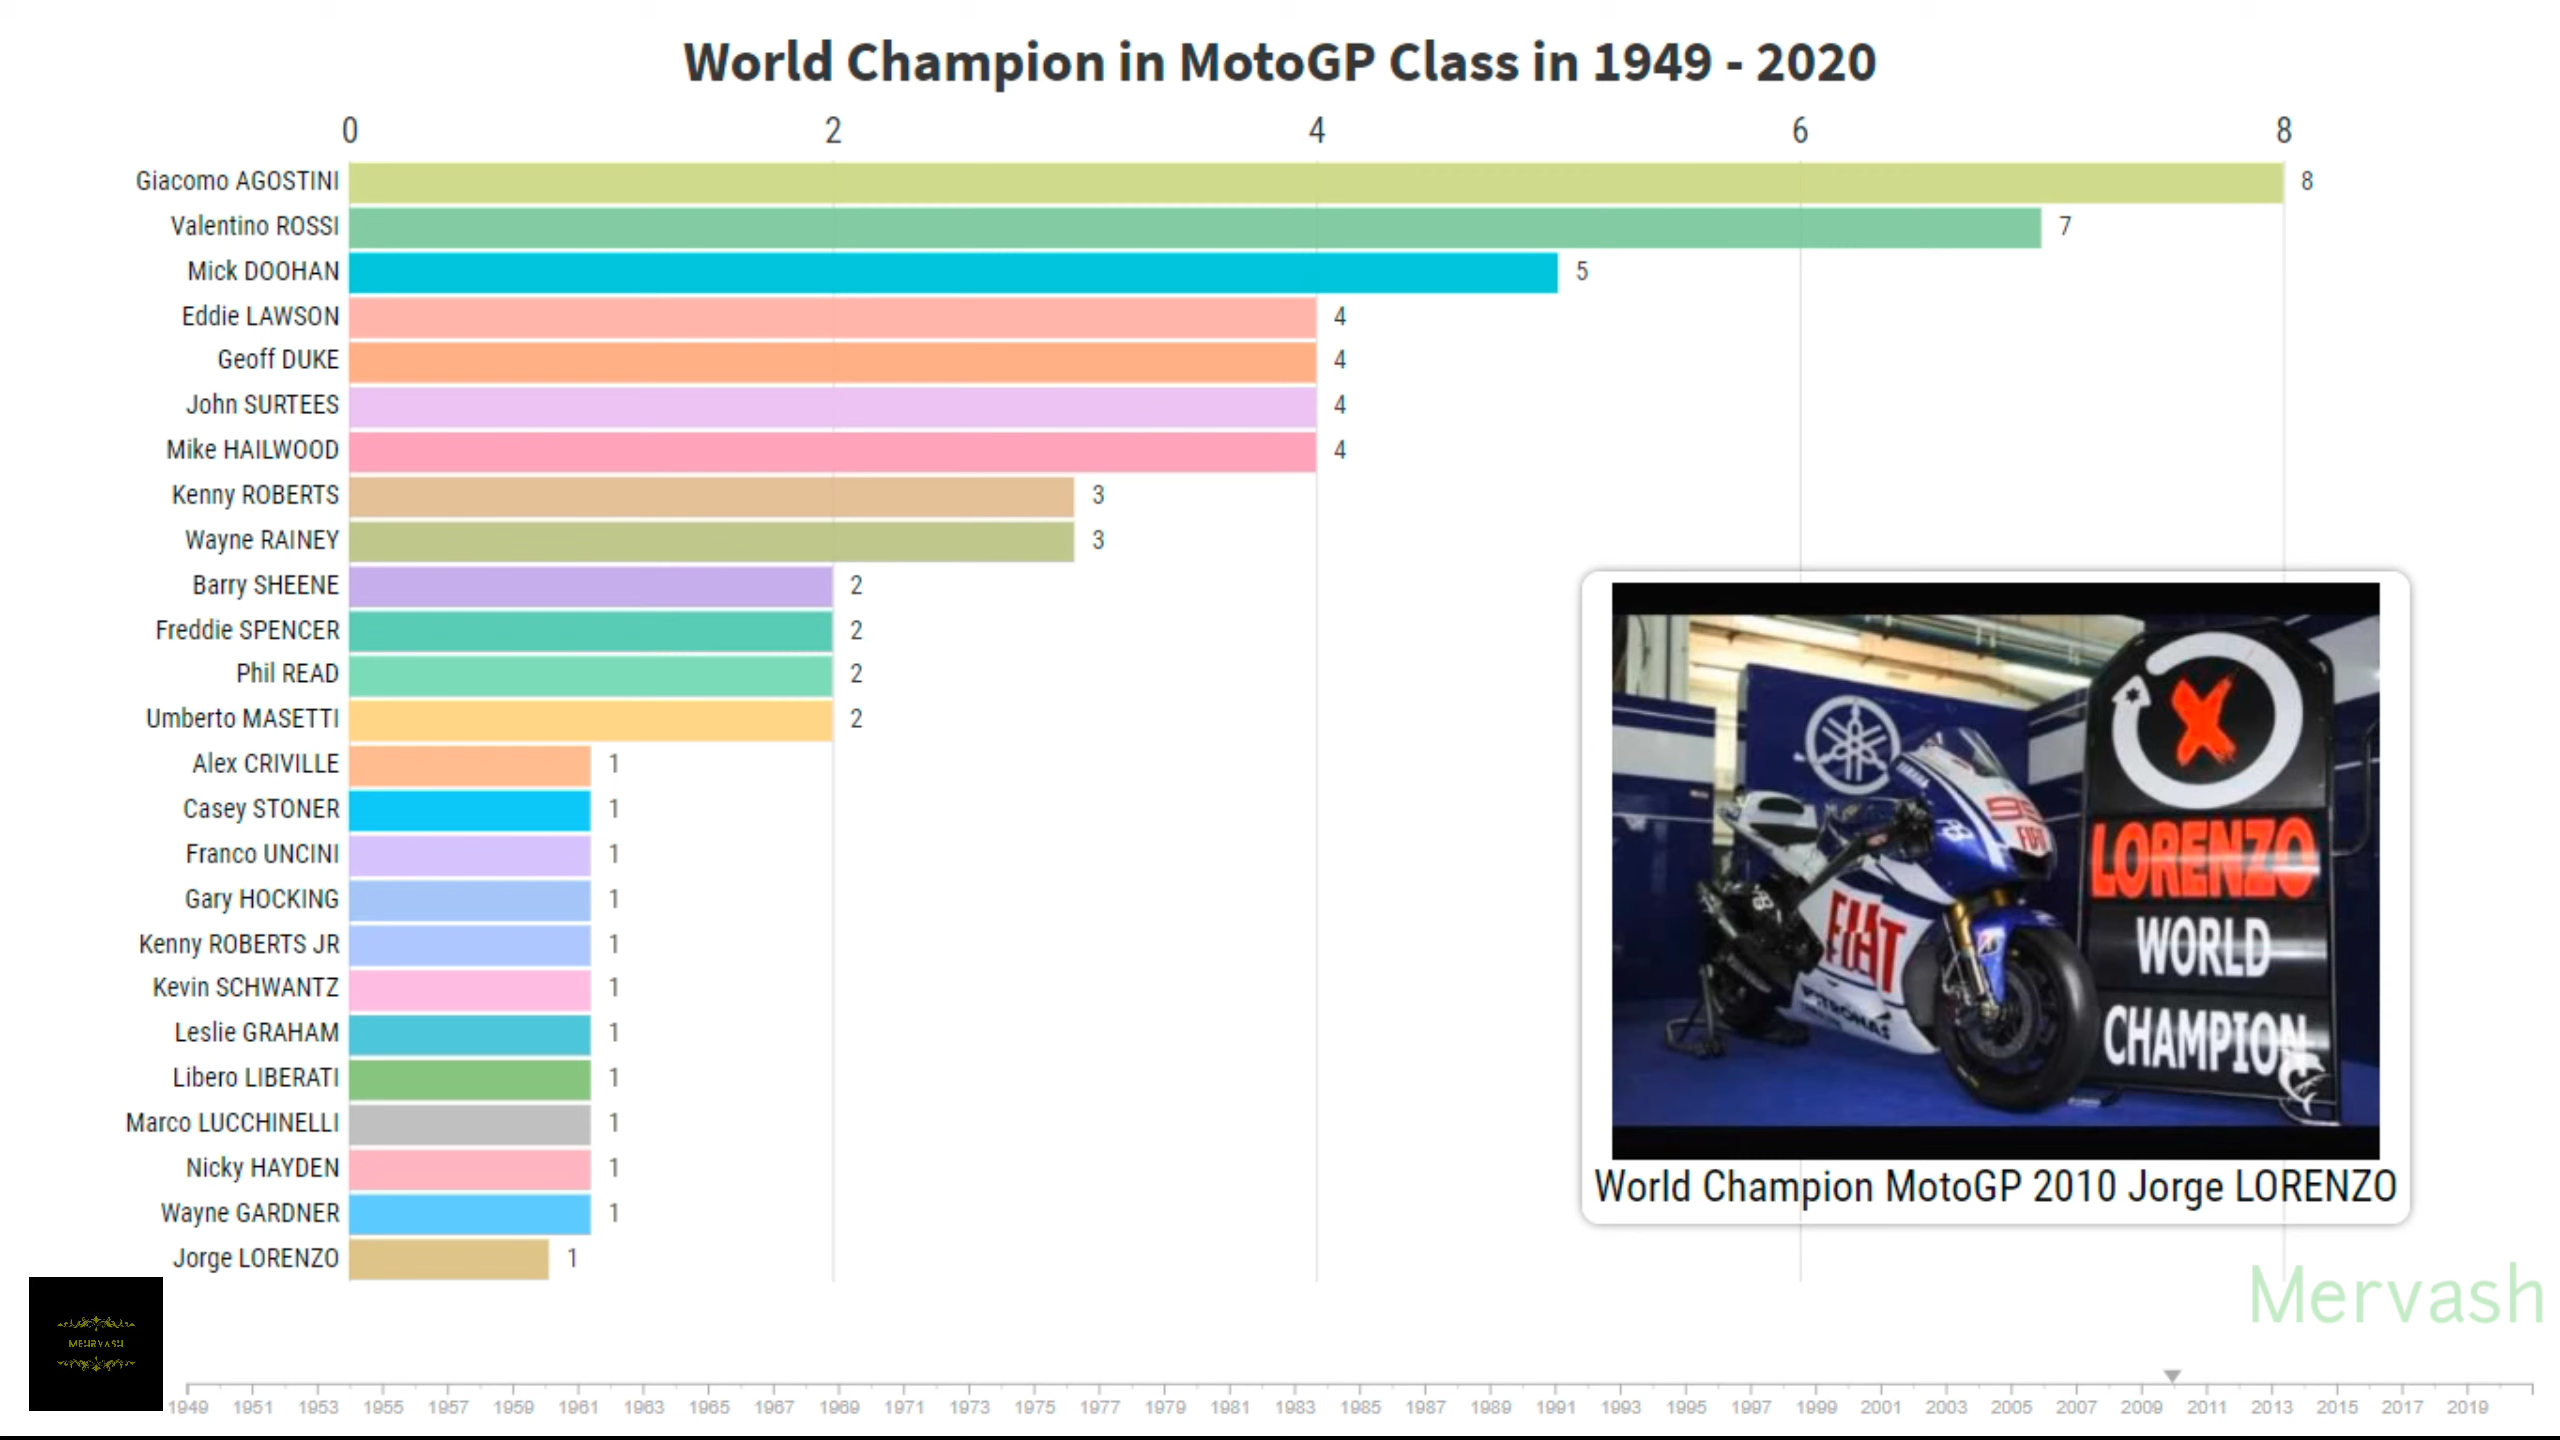 World Champion in MotoGP Class in 1949 - 2020
0 2 4 6 8
Giacomo AGOSTINI 8
Valentino ROSSI 7
Mick DOOHAN 5
Eddie LAWSON 4
Geoff DUKE 4
John SURTEES 4
Mike HAILWOOD 4
Kenny ROBERTS 3
Wayne RAINEY 3
Barry SHEENE 2
Freddie SPENCER 2
Phil READ 2
Umberto MASETTI 2
Alex CRIVILLE 1
Casey STONER 1
Franco UNCINI 1
Gary HOCKING 1
Kenny ROBERTS JR 1
Kevin SCHWANTZ 1
Leslie GRAHAM 1
Libero LIBERATI 1
Marco LUCCHINELLI 1
Nicky HAYDEN 1
Wayne GARDNER 1
Jorge LORENZO 1
X
LORENZO
WORLD
CHAMPION
99
FIAT
FIAT
PETRONAS
World Champion MotoGP 2010 Jorge LORENZO
Mervash
MEHRVASH
1949 1951 1953 1955 1957 1959 1961 1963 1965 1967 1969 1971 1973 1975 1977 1979 1981 1983 1985 1987 1989 1991 1993 1995 1997 1999 2001 2003 2005 2007 2009 2011 2013 2015 2017 2019